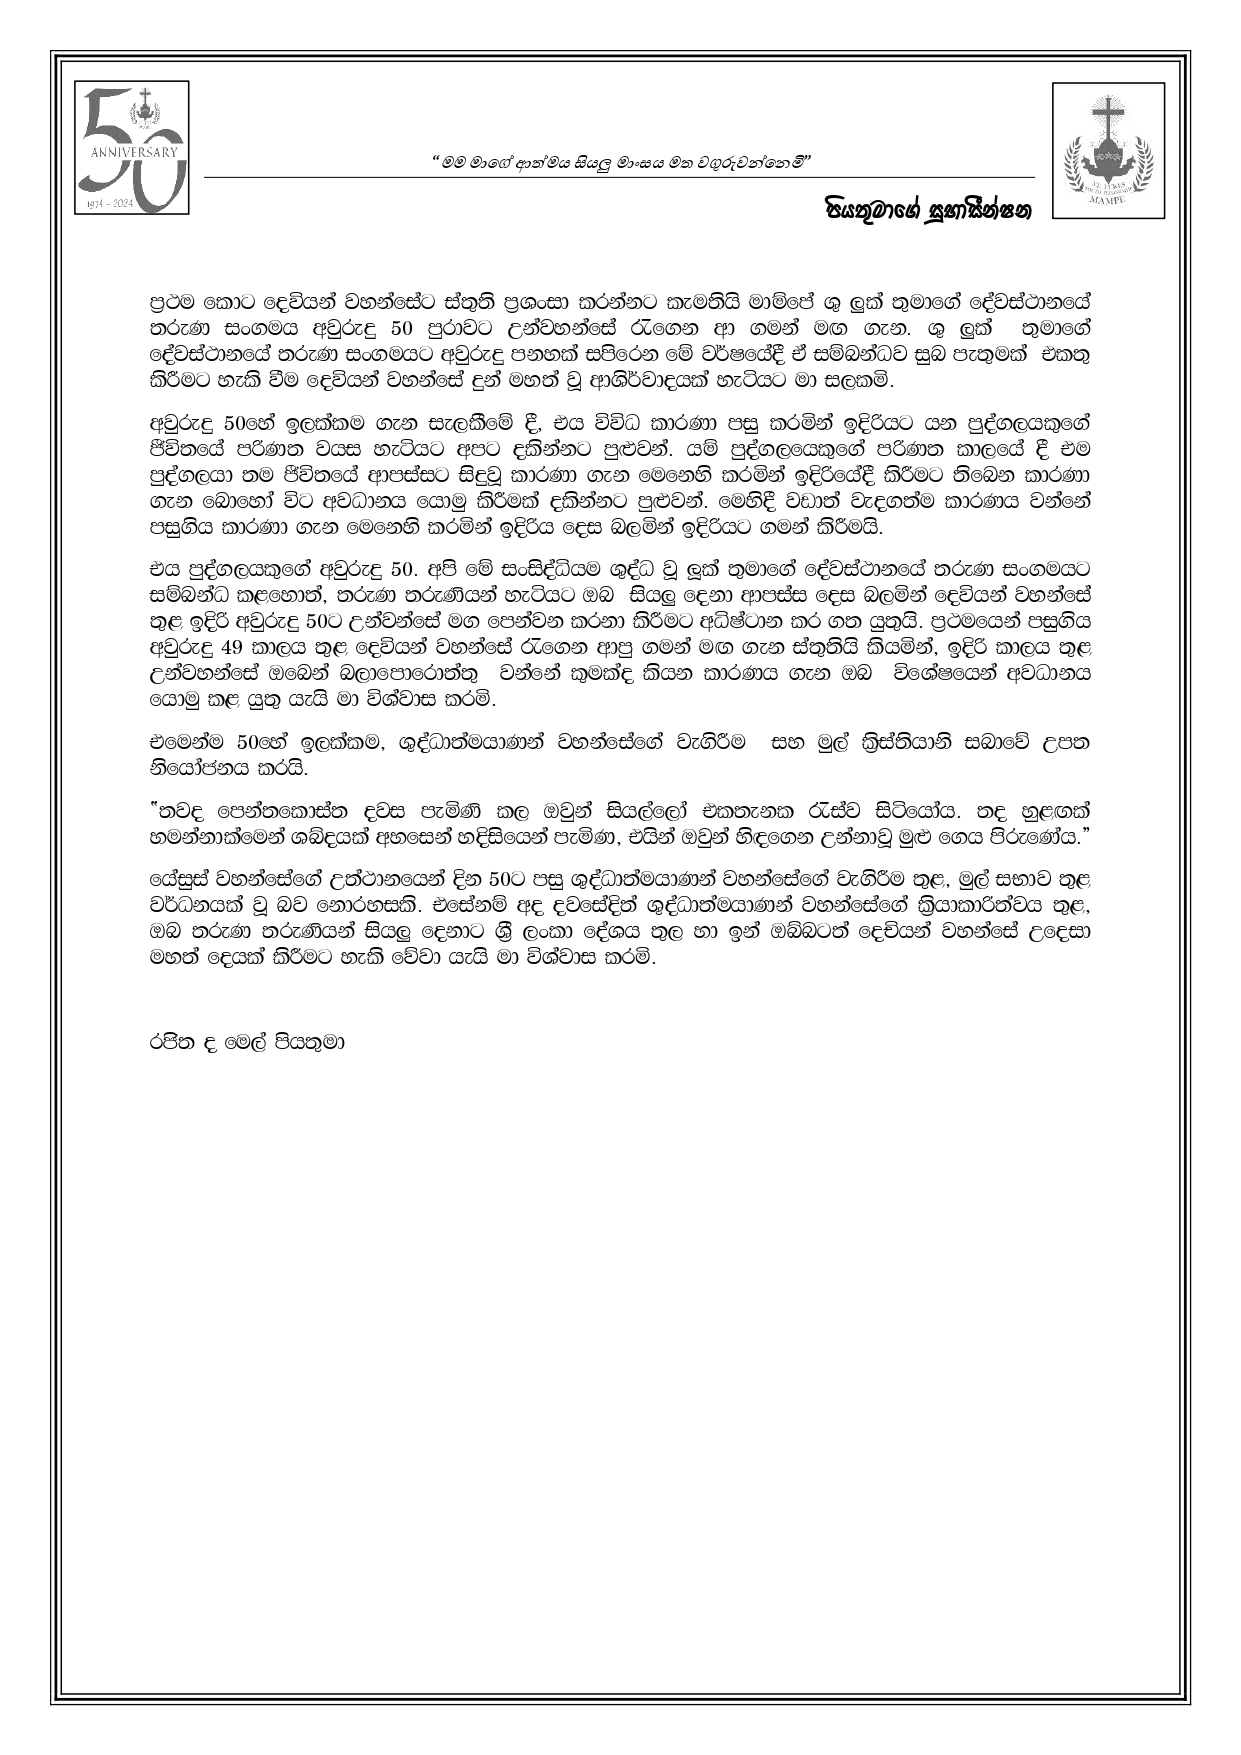 50
ANNIVERSARY
1974 - 2024
“මම මාගේ ආත්මය සියලු මාංසය මත වගුරුවන්නෙමි”
ST. LUKES
MAMPE
පියතුමාගේ සුභාසිංෂන
ප්‍රථම කොට දෙවියන් වහන්සේට ස්තුති ප්‍රශංසා කරන්නට කැමතියි මාම්පේ ශු ලුක් තුමාගේ දේවස්ථානයේ
තරුණ සංගමය අවුරුදු 50 පුරාවට උන්වහන්සේ රැගෙන ආ ගමන් මඟ ගැන. ශු ලුක් තුමාගේ
දේවස්ථානයේ තරුණ සංගමයට අවුරුදු පනහක් සපිරෙන මේ වර්ෂයේදී ඒ සම්බන්ධව සුබ පැතුමක් එකතු
කිරීමට හැකි වීම දෙවියන් වහන්සේ දුන් මහත් වූ ආශිර්වාදයක් හැටියට මා සලකමි.
අවුරුදු 50හේ ඉලක්කම ගැන සැලකීමේ දී, එය විවිධ කාරණා පසු කරමින් ඉදිරියට යන පුද්ගලයකුගේ
ජීවිතයේ පරිණත වයස හැටියට අපට දකින්නට පුළුවන්. යම් පුද්ගලයෙකුගේ පරිණත කාලයේ දී එම
පුද්ගලයා තම ජීවිතයේ ආපස්සට සිදුවූ කාරණා ගැන මෙනෙහි කරමින් ඉදිරියේදී කිරීමට තිබෙන කාරණා
ගැන බොහෝ විට අවධානය යොමු කිරීමක් දකින්නට පුළුවන්. මෙහිදී වඩාත් වැදගත්ම කාරණය වන්නේ
පසුගිය කාරණා ගැන මෙනෙහි කරමින් ඉදිරිය දෙස බලමින් ඉදිරියට ගමන් කිරීමයි.
එය පුද්ගලයකුගේ අවුරුදු 50. අපි මේ සංසිද්ධියම ශුද්ධ වූ ලූක් තුමාගේ දේවස්ථානයේ තරුණ සංගමයට
සම්බන්ධ කළහොත්, තරුණ තරුණියන් හැටියට ඔබ සියලු දෙනා ආපස්ස දෙස බලමින් දෙවියන් වහන්සේ
තුළ ඉදිරි අවුරුදු 50ට උන්වන්සේ මග පෙන්වන කරනා කිරීමට අධිෂ්ටාන කර ගත යුතුයි. ප්‍රථමයෙන් පසුගිය
අවුරුදු 49 කාලය තුළ දෙවියන් වහන්සේ රැගෙන ආපු ගමන් මඟ ගැන ස්තුතියි කියමින්, ඉදිරි කාලය තුළ
උන්වහන්සේ ඔබෙන් බලාපොරොත්තු වන්නේ කුමක්ද කියන කාරණය ගැන ඔබ විශේෂයෙන් අවධානය
යොමු කළ යුතු යැයි මා විශ්වාස කරමි.
එමෙන්ම 50හේ ඉලක්කම, ශුද්ධාත්මයාණන් වහන්සේගේ වැගිරීම සහ මුල් ක්‍රිස්තියානි සබාවේ උපත
නියෝජනය කරයි.
“තවද පෙන්තකොස්ත දවස පැමිණි කල ඔවුන් සියල්ලෝ එකතැනක රැස්ව සිටියෝය. තද හුළඟක්
හමන්නාක්මෙන් ශබ්දයක් අහසෙන් හදිසියෙන් පැමිණ, එයින් ඔවුන් හිඳගෙන උන්නාවූ මුළු ගෙය පිරුණේය.”
යේසුස් වහන්සේගේ උත්ථානයෙන් දින 50ට පසු ශුද්ධාත්මයාණන් වහන්සේගේ වැගිරීම තුළ, මුල් සභාව තුළ
වර්ධනයක් වූ බව නොරහසකි. එසේනම් අද දවසේදිත් ශුද්ධාත්මයාණන් වහන්සේගේ ක්‍රියාකාරිත්වය තුළ,
ඔබ තරුණ තරුණියන් සියලු දෙනාට ශ්‍රී ලංකා දේශය තුල හා ඉන් ඔබ්බටත් දෙවියන් වහන්සේ උදෙසා
මහත් දෙයක් කිරීමට හැකි වේවා යැයි මා විශ්වාස කරමි.
රජිත ද මෙල් පියතුමා